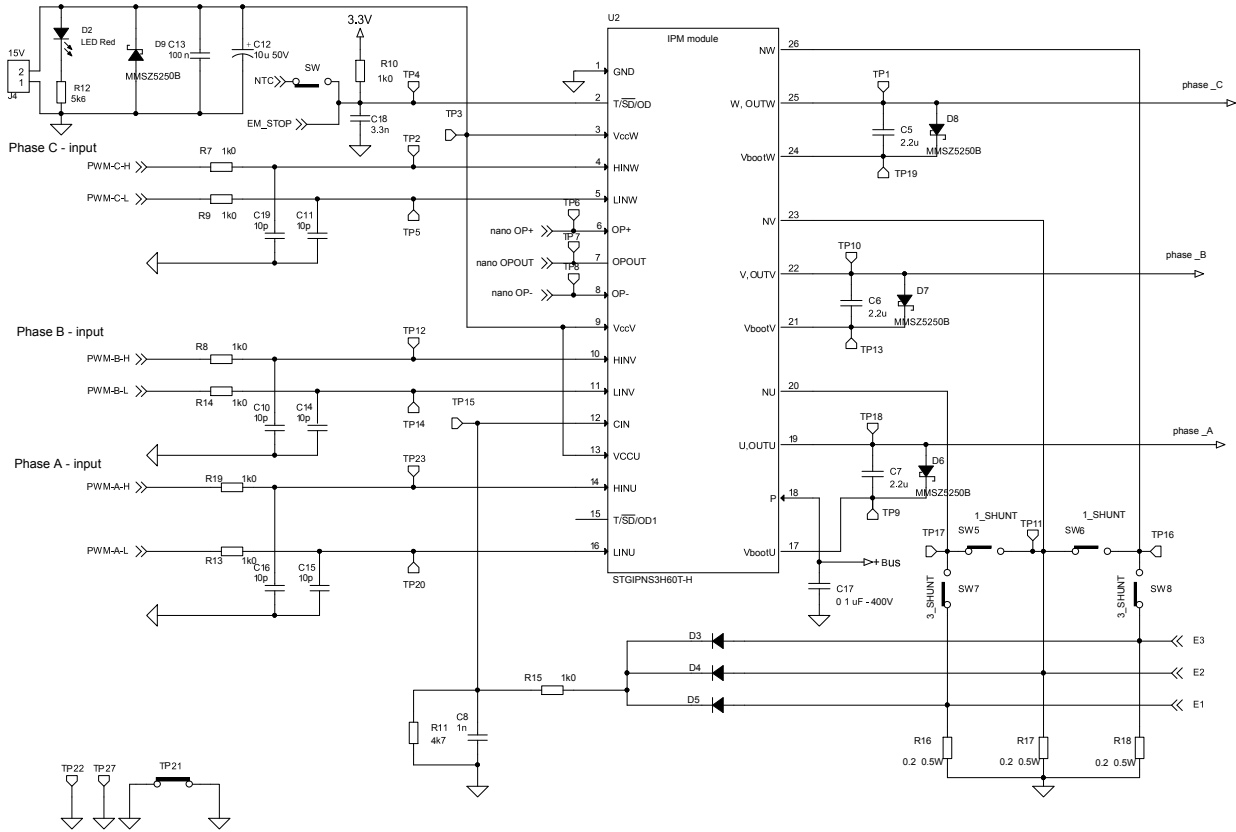 15V
2
1
J4
D2
LED Red
R12
5k6
D9
MMSZ5250B
C13
100 n
C12
10u 50V
+
3.3V
R10
1k0
NTC
SW
EM_STOP
C18
3.3n
TP4
TP3
Phase C - input
PWM-C-H
R7 1k0
TP2
PWM-C-L
R9 1k0
TP5
C19
10p
C11
10p
nano OP+
TP6
nano OPOUT
TP7
nano OP-
TP8
Phase B - input
PWM-B-H
R8 1k0
TP12
PWM-B-L
R14 1k0
TP14
C10
10p
C14
10p
TP15
Phase A - input
PWM-A-H
R19 1k0
TP23
PWM-A-L
R13 1k0
TP20
C16
10p
C15
10p
U2
IPM module
1 GND
2 T/SD/OD
3 VccW
4 HINW
5 LINW
6 OP+
7 OPOUT
8 OP-
9 VccV
10 HINV
11 LINV
12 CIN
13 VCCU
14 HINU
15 T/SD/OD1
16 LINU
NW 26
W, OUTW 25
VbootW 24
NV 23
V, OUTV 22
VbootV 21
NU 20
U, OUTU 19
P 18
VbootU 17
STGIPNS3H60T-H
TP1
phase _C
C5
2.2u
D8
MMSZ5250B
TP19
TP10
phase _B
C6
2.2u
D7
MMSZ5250B
TP13
TP18
phase _A
C7
2.2u
D6
MMSZ5250B
TP9
+ Bus
C17
0 1 uF - 400V
1_SHUNT
1_SHUNT
TP17
SW5
TP11
SW6
TP16
3_SHUNT
SW7
3_SHUNT
SW8
D3
E3
D4
E2
D5
E1
R15 1k0
R11
4k7
C8
1n
R16
0.2 0.5W
R17
0.2 0.5W
R18
0.2 0.5W
TP22
TP27
TP21